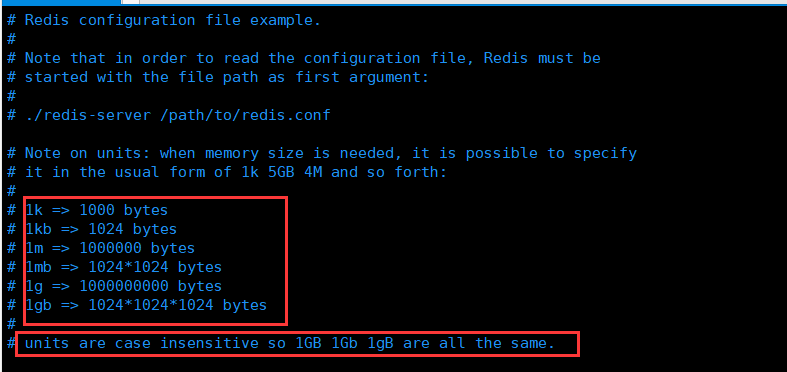 # Redis configuration file example.
#
# Note that in order to read the configuration file, Redis must be
# started with the file path as first argument:
#
# ./redis-server /path/to/redis.conf

# Note on units: when memory size is needed, it is possible to specify
# it in the usual form of 1k 5GB 4M and so forth:
#
# 1k => 1000 bytes
# 1kb => 1024 bytes
# 1m => 1000000 bytes
# 1mb => 1024*1024 bytes
# 1g => 1000000000 bytes
# 1gb => 1024*1024*1024 bytes
#
# units are case insensitive so 1GB 1Gb 1gB are all the same.